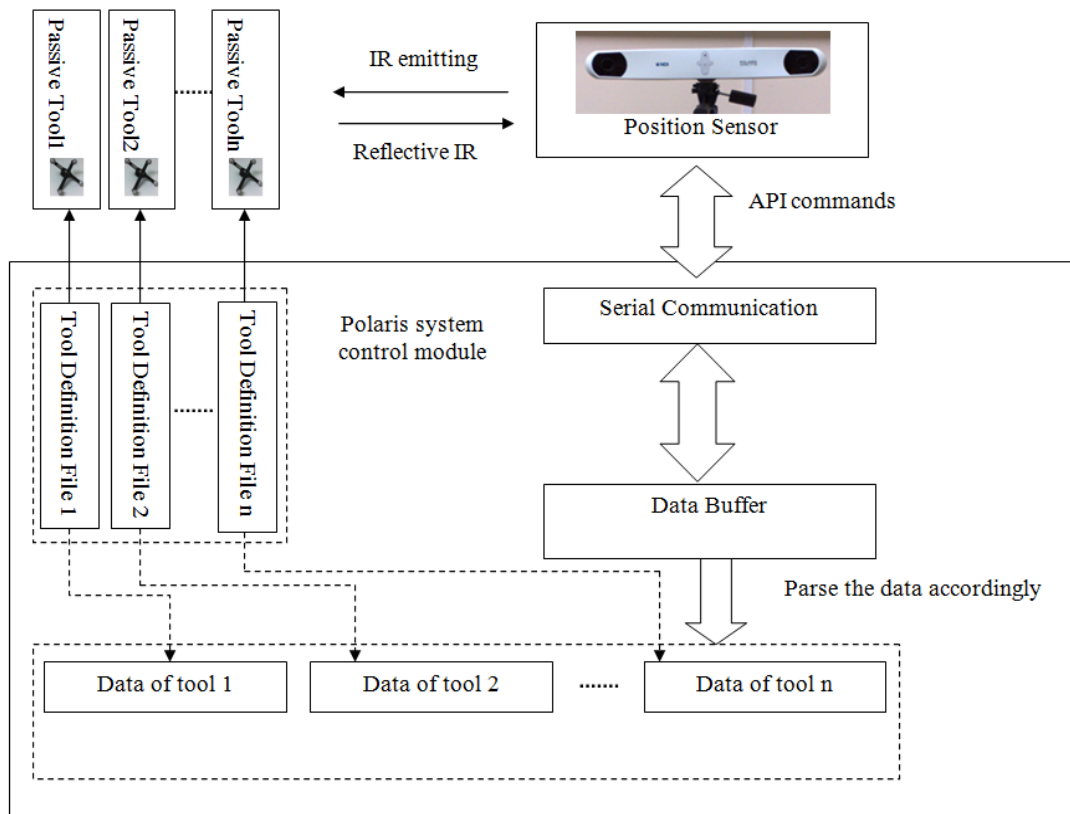 Passive Tool1
Passive Tool2
Passive Tooln
IR emitting
Reflective IR
Position Sensor
API commands
Serial Communication
Polaris system
control module
Tool Definition File 1
Tool Definition File 2
Tool Definition File n
Data Buffer
Parse the data accordingly
Data of tool 1
Data of tool 2
Data of tool n